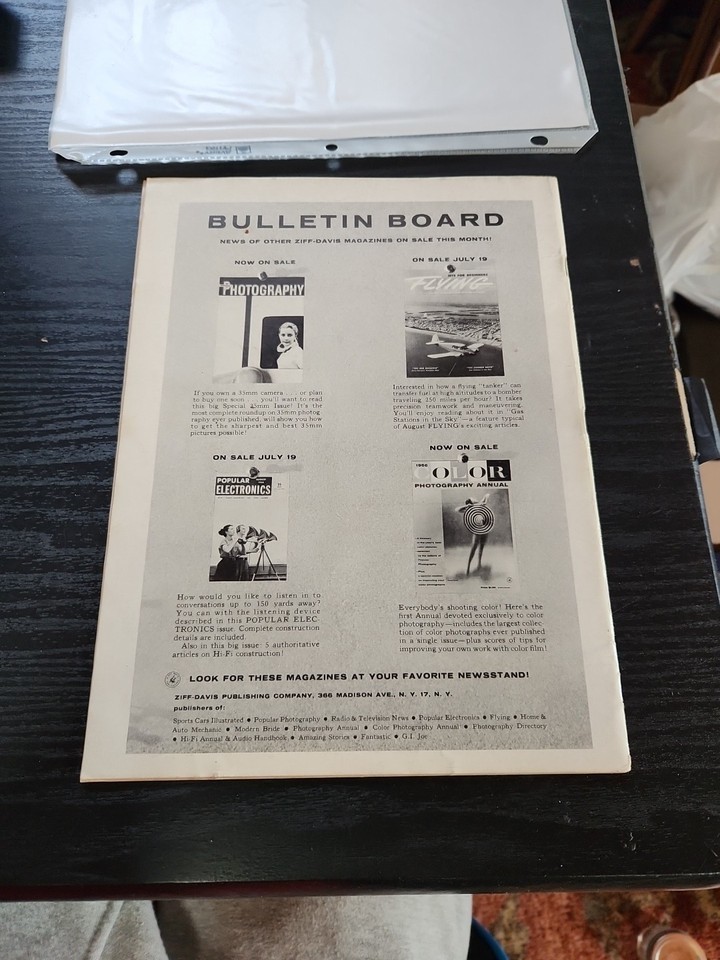 BULLETIN BOARD
NEWS OF OTHER ZIFF-DAVIS MAGAZINES ON SALE THIS MONTH!
NOW ON SALE
PHOTOGRAPHY
If you own a 35mm camera . . . or plan
to buy one soon . . . you'll want to read
this big Special 35mm Issue! It's the
most complete roundup on 35mm photog
raphy ever published, will show you how
to get the sharpest and best 35mm
pictures possible!
ON SALE JULY 19
FLYING
Interested in how a flying "tanker" can
transfer fuel at high altitudes to a bomber
traveling 250 miles per hour? It takes
precision teamwork and maneuvering.
You'll enjoy reading about it in "Gas
Stations in the Sky"—a feature typical
of August FLYING's exciting articles.
ON SALE JULY 19
POPULAR
ELECTRONICS
How would you like to listen in to
conversations up to 150 yards away?
You can with the listening device
described in this POPULAR ELEC-
TRONICS issue. Complete construction
details are included.
Also in this big issue: 5 authoritative
articles on Hi-Fi construction!
NOW ON SALE
1956
COLOR
PHOTOGRAPHY ANNUAL
Everybody's shooting color! Here's the
first Annual devoted exclusively to color
photography—includes the largest collec-
tion of color photographs ever published
in a single issue—plus scores of tips for
improving your own work with color film!
LOOK FOR THESE MAGAZINES AT YOUR FAVORITE NEWSSTAND!
ZIFF-DAVIS PUBLISHING COMPANY, 366 MADISON AVE., N. Y. 17, N. Y.
publishers of:
Sports Cars Illustrated ● Popular Photography ● Radio & Television News ● Popular Electronics ● Flying ● Home &
Auto Mechanic ● Modern Bride ● Photography Annual ● Color Photography Annual ● Photography Directory
● Hi-Fi Annual & Audio Handbook ● Amazing Stories ● Fantastic ● G.I. Joe